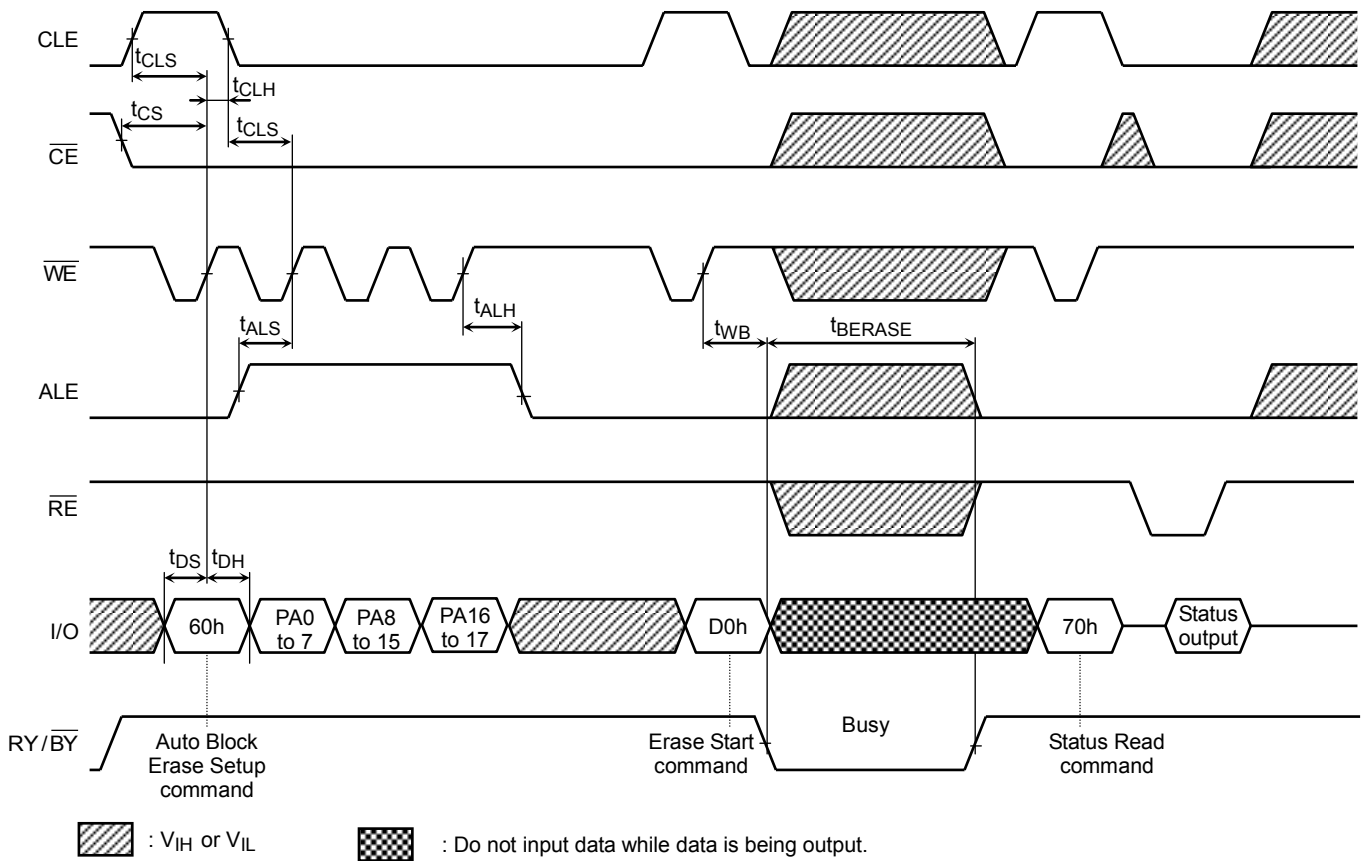 CLE
tCLS
tCLH
tCS
tCLS
CE
WE
tALS
tALH
tWB
tBERASE
ALE
RE
tDS
tDH
I/O
60h
PA0
to 7
PA8
to 15
PA16
to 17
D0h
70h
Status
output
RY/BY
Busy
Auto Block
Erase Setup
command
Erase Start
command
Status Read
command
: VIH or VIL
: Do not input data while data is being output.